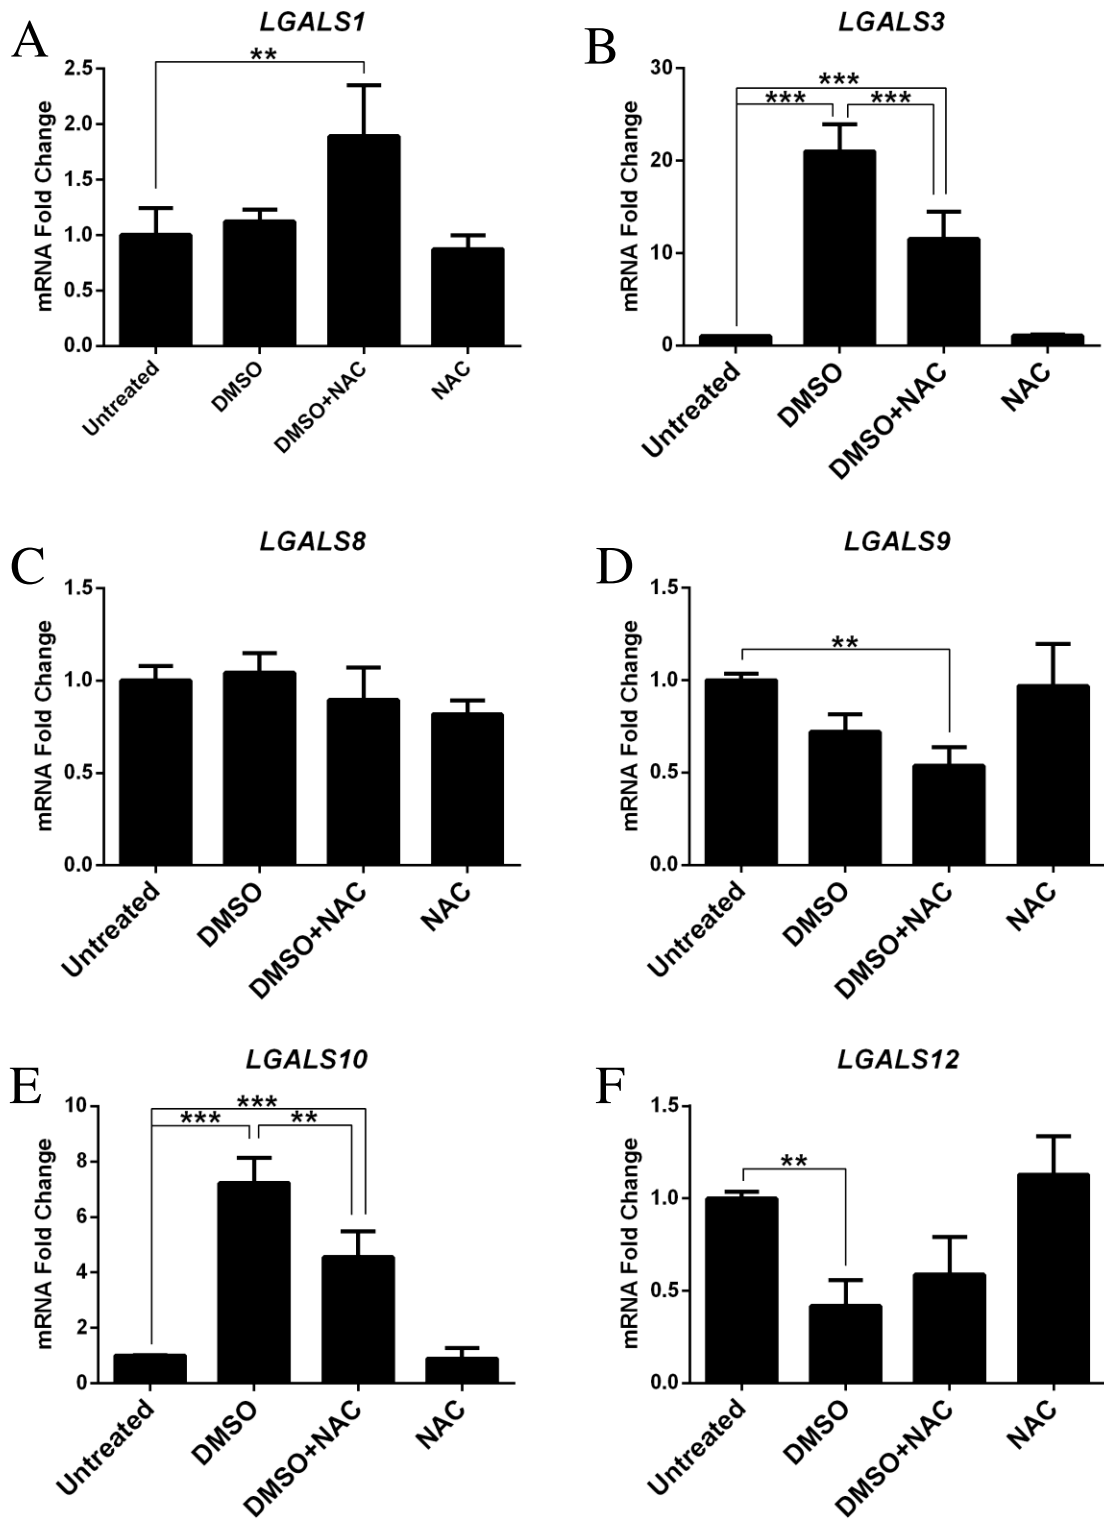 A
LGALS1
**
mRNA Fold Change
2.5
2.0
1.5
1.0
0.5
0.0
Untreated
DMSO
DMSO+NAC
NAC
B
LGALS3
***
*** ***
mRNA Fold Change
30
20
10
0
Untreated
DMSO
DMSO+NAC
NAC
C
LGALS8
mRNA Fold Change
1.5
1.0
0.5
0.0
Untreated
DMSO
DMSO+NAC
NAC
D
LGALS9
**
mRNA Fold Change
1.5
1.0
0.5
0.0
Untreated
DMSO
DMSO+NAC
NAC
E
LGALS10
***
*** **
mRNA Fold Change
10
8
6
4
2
0
Untreated
DMSO
DMSO+NAC
NAC
F
LGALS12
**
mRNA Fold Change
1.5
1.0
0.5
0.0
Untreated
DMSO
DMSO+NAC
NAC